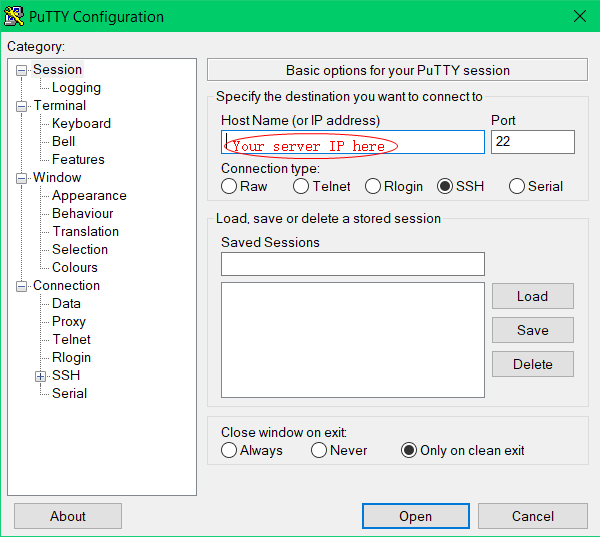 PuTTY Configuration
Category:
Session
Logging
Terminal
Keyboard
Bell
Features
Window
Appearance
Behaviour
Translation
Selection
Colours
Connection
Data
Proxy
Telnet
Rlogin
SSH
Serial
Basic options for your PuTTY session
Specify the destination you want to connect to
Host Name (or IP address) Port
Your server IP here 22
Connection type:
Raw Telnet Rlogin SSH Serial
Load, save or delete a stored session
Saved Sessions
Load
Save
Delete
Close window on exit:
Always Never Only on clean exit
About Open Cancel